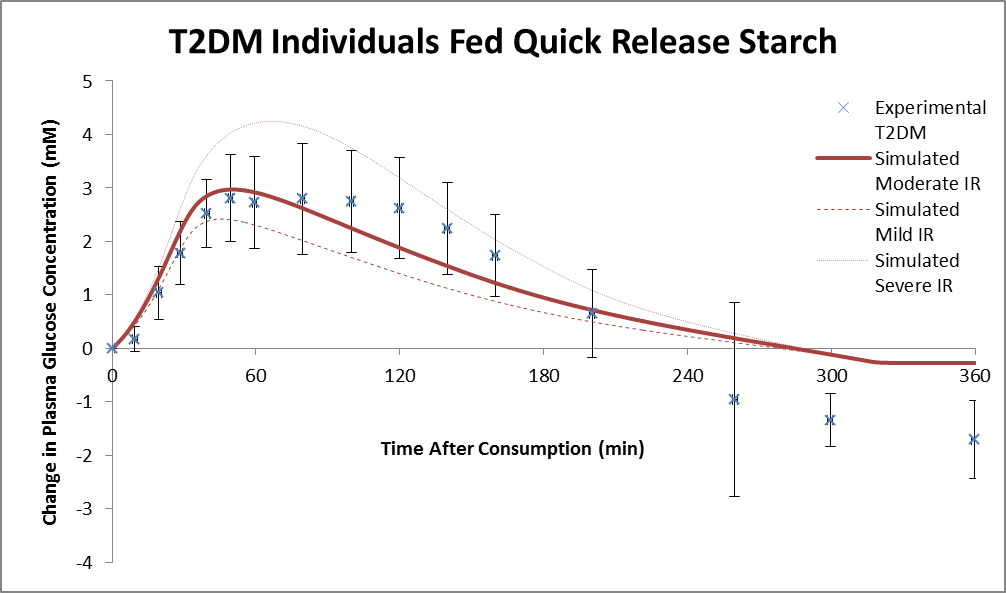 T2DM Individuals Fed Quick Release Starch
5
4
3
2
1
0
-1
-2
-3
-4
0
60
120
180
240
300
360
Change in Plasma Glucose Concentration (mM)
Time After Consumption (min)
Experimental
T2DM
Simulated
Moderate IR
Simulated
Mild IR
Simulated
Severe IR